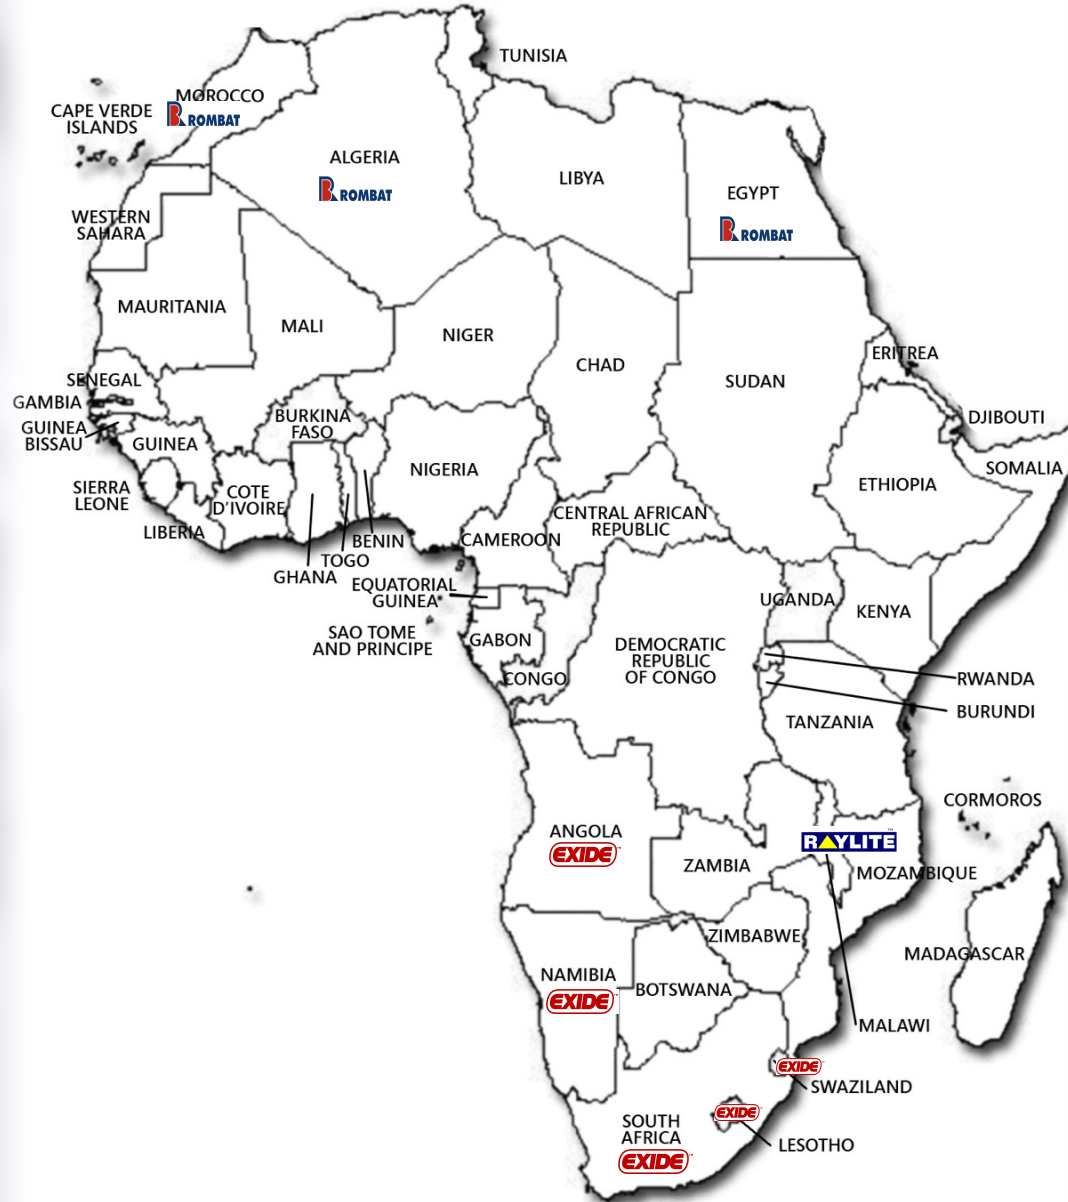 TUNISIA
MOROCCO
ROMBAT
CAPE VERDE
ISLANDS
ALGERIA
ROMBAT
LIBYA
EGYPT
ROMBAT
WESTERN
SAHARA
MAURITANIA
MALI
NIGER
CHAD
SUDAN
ERITREA
SENEGAL
GAMBIA
GUINEA
BISSAU
GUINEA
BURKINA
FASO
NIGERIA
DJIBOUTI
SOMALIA
ETHIOPIA
SIERRA
LEONE
COTE
D'IVOIRE
LIBERIA
CENTRAL AFRICAN
REPUBLIC
CAMEROON
BENIN
TOGO
GHANA
EQUATORIAL
GUINEA
SAO TOME
AND PRINCIPE
GABON
CONGO
DEMOCRATIC
REPUBLIC
OF CONGO
UGANDA
KENYA
RWANDA
BURUNDI
TANZANIA
CORMOROS
ANGOLA
EXIDE
ZAMBIA
RAYLITE
MOZAMBIQUE
ZIMBABWE
MADAGASCAR
NAMIBIA
EXIDE
BOTSWANA
MALAWI
EXIDE
SWAZILAND
EXIDE
LESOTHO
SOUTH
AFRICA
EXIDE